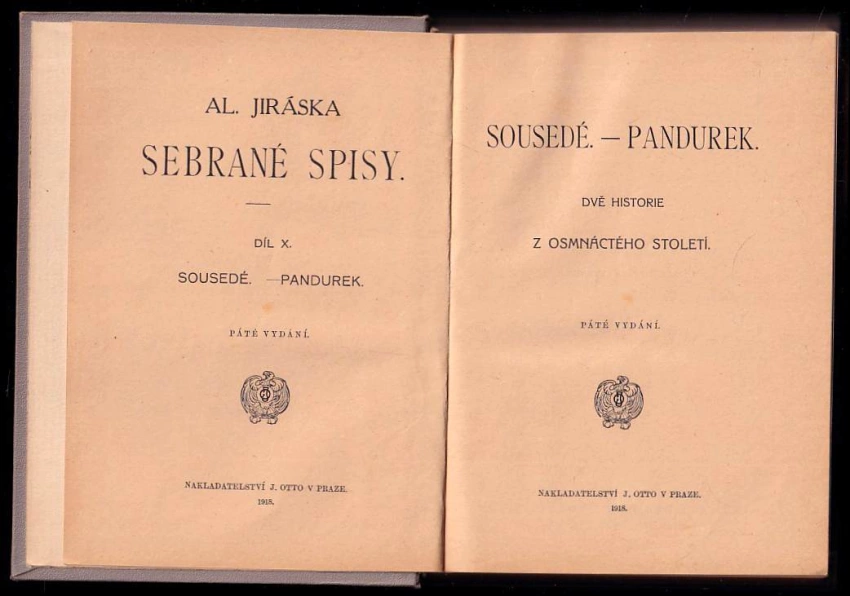 AL. JIRÁSKA
SEBRANÉ SPISY.
DÍL X.
SOUSEDÉ. — PANDUREK.
PÁTÉ VYDÁNÍ.
NAKLADATELSTVÍ J. OTTO V PRAZE.
1918.
SOUSEDÉ. — PANDUREK.
DVĚ HISTORIE
Z OSMNÁCTÉHO STOLETÍ.
PÁTÉ VYDÁNÍ.
NAKLADATELSTVÍ J. OTTO V PRAZE.
1918.